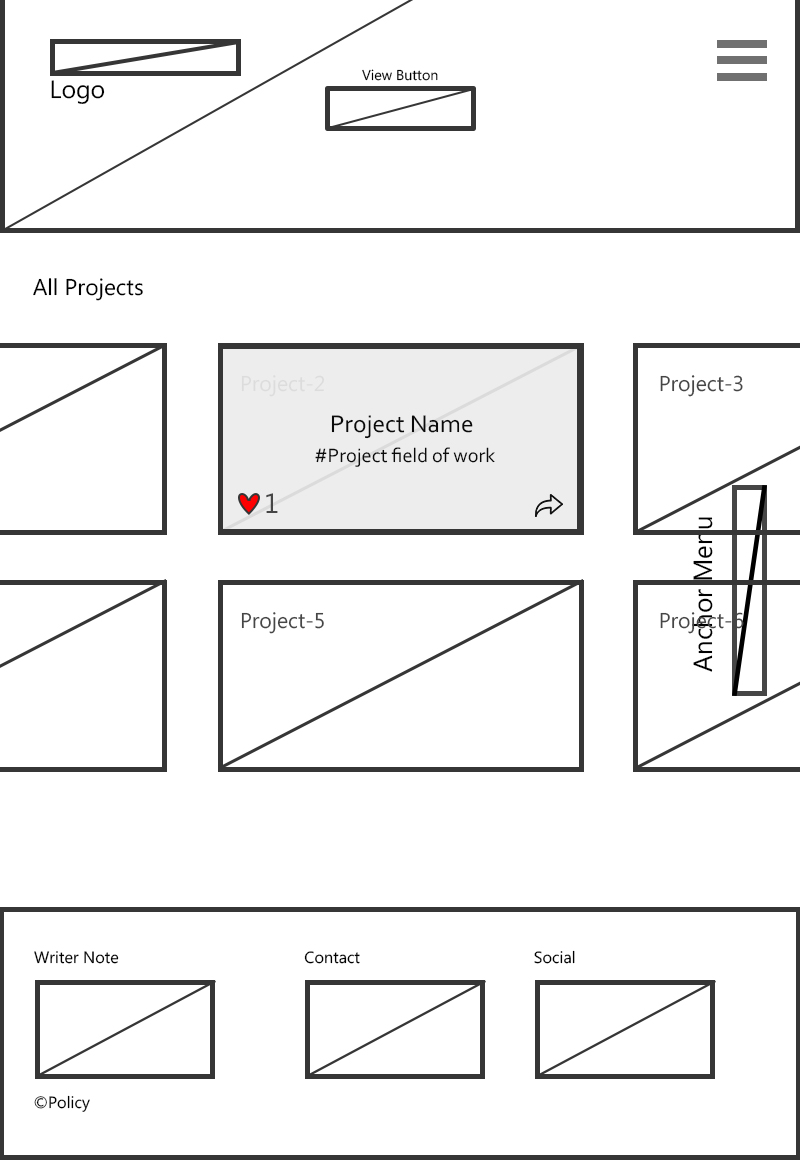 Logo
View Button
All Projects
Project-2
Project Name
#Project field of work
1
Project-3
Anchor Menu
Project-5
Project-6
Writer Note
Contact
Social
©Policy